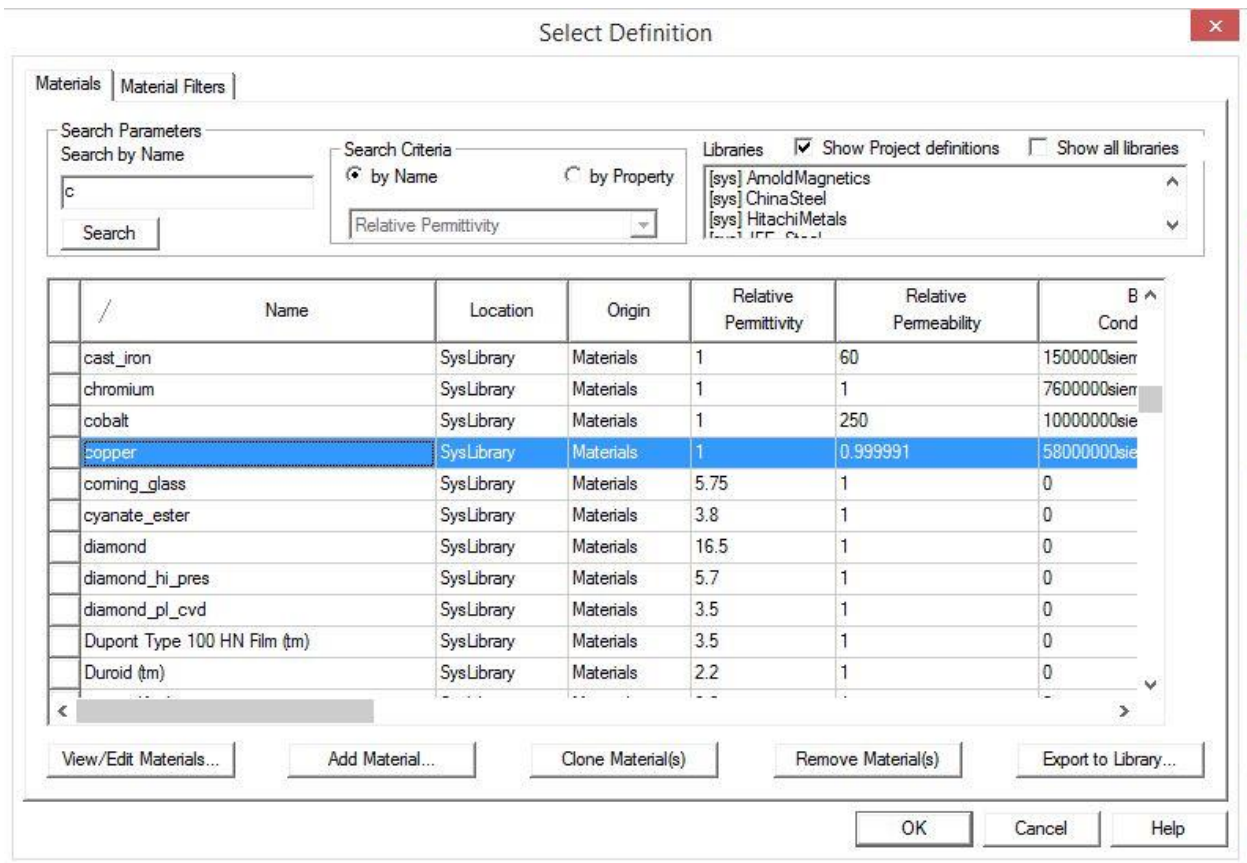 Select Definition
Materials Material Filters
Search Parameters
Search by Name
c
Search
Search Criteria
by Name by Property
Relative Permittivity
Libraries Show Project definitions Show all libraries
[sys] ArnoldMagnetics
[sys] ChinaSteel
[sys] HitachiMetals
/ Name Location Origin Relative Permittivity Relative Permeability B Cond
cast_iron SysLibrary Materials 1 60 1500000siem
chromium SysLibrary Materials 1 1 7600000siem
cobalt SysLibrary Materials 1 250 10000000sie
copper SysLibrary Materials 1 0.999991 58000000sie
corning_glass SysLibrary Materials 5.75 1 0
cyanate_ester SysLibrary Materials 3.8 1 0
diamond SysLibrary Materials 16.5 1 0
diamond_hi_pres SysLibrary Materials 5.7 1 0
diamond_pl_cvd SysLibrary Materials 3.5 1 0
Dupont Type 100 HN Film (tm) SysLibrary Materials 3.5 1 0
Duroid (tm) SysLibrary Materials 2.2 1 0
View/Edit Materials... Add Material... Clone Material(s) Remove Material(s) Export to Library...
OK Cancel Help